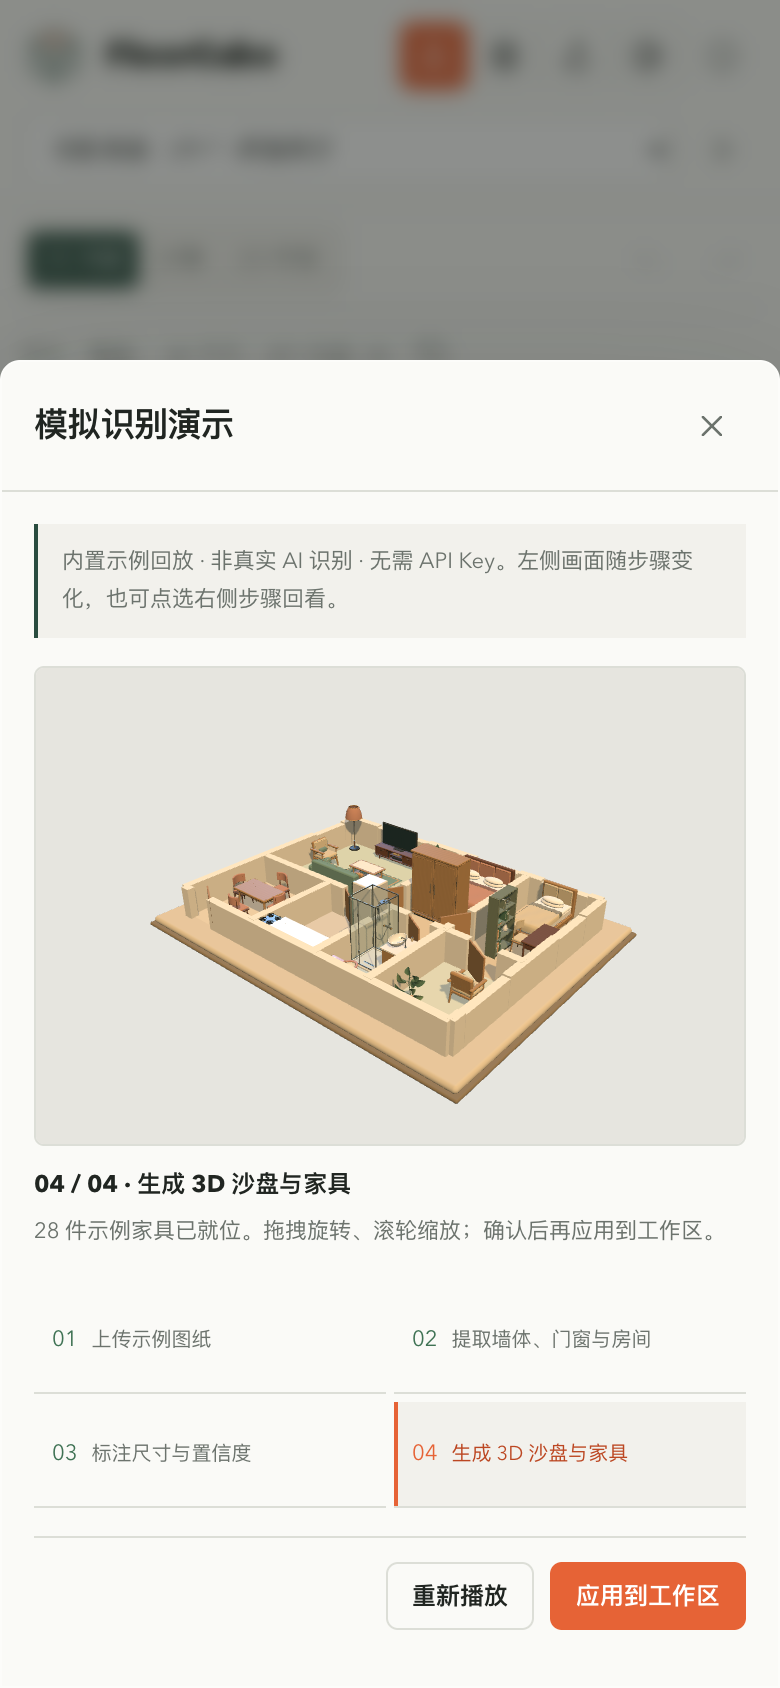 模拟识别演示
内置示例回放 · 非真实 AI 识别 · 无需 API Key。左侧画面随步骤变
化，也可点选右侧步骤回看。
04 / 04 · 生成 3D 沙盘与家具
28 件示例家具已就位。拖拽旋转、滚轮缩放；确认后再应用到工作区。
01 上传示例图纸
02 提取墙体、门窗与房间
03 标注尺寸与置信度
04 生成 3D 沙盘与家具
重新播放
应用到工作区